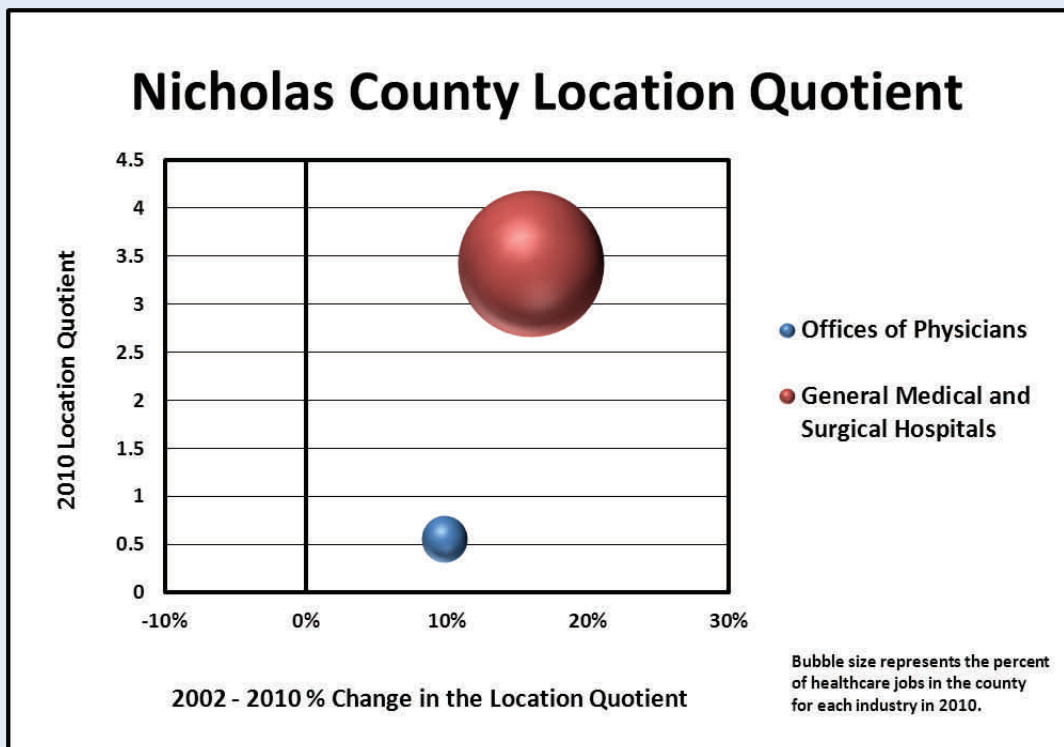 Nicholas County Location Quotient
2010 Location Quotient
4.5
4
3.5
3
2.5
2
1.5
1
0.5
0
-10%
0%
10%
20%
30%
2002 - 2010 % Change in the Location Quotient
Offices of Physicians
General Medical and
Surgical Hospitals
Bubble size represents the percent
of healthcare jobs in the county
for each industry in 2010.